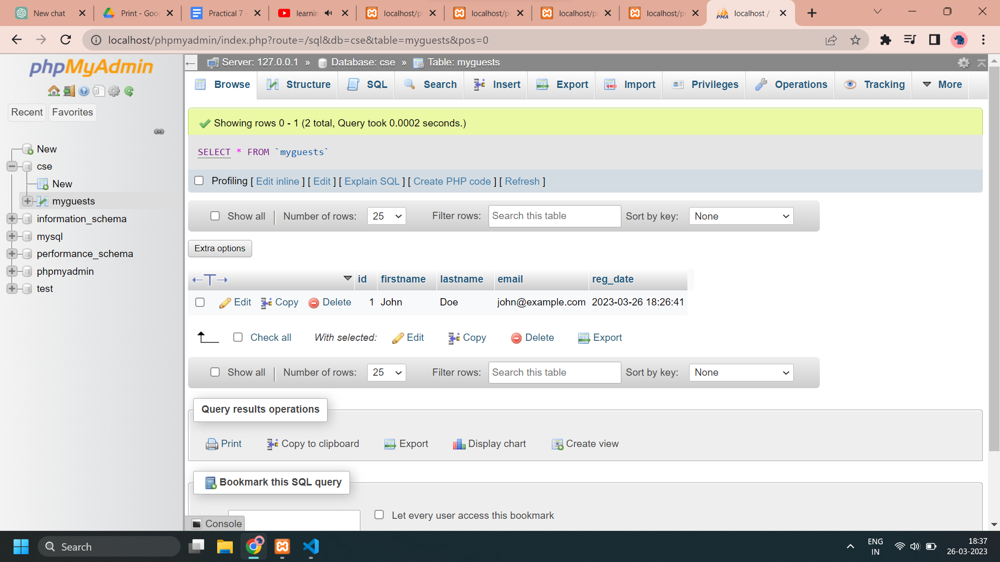 New chat
Print - Goo
Practical 7 -
learnin
localhost/p
localhost/p
localhost/p
localhost/p
PMA
localhost /
localhost/phpmyadmin/index.php?route=/sql&db=cse&table=myguests&pos=0
phpMyAdmin
Recent
Favorites
New
cse
New
myguests
information_schema
mysql
performance_schema
phpmyadmin
test
Server: 127.0.0.1 » Database: cse » Table: myguests
Browse
Structure
SQL
Search
Insert
Export
Import
Privileges
Operations
Tracking
More
Showing rows 0 - 1 (2 total, Query took 0.0002 seconds.)
SELECT * FROM `myguests`
Profiling [ Edit inline ] [ Edit ] [ Explain SQL ] [ Create PHP code ] [ Refresh ]
Show all | Number of rows: 25 Filter rows: Search this table Sort by key: None
Extra options
id firstname lastname email reg_date
Edit Copy Delete 1 John Doe john@example.com 2023-03-26 18:26:41
Check all With selected: Edit Copy Delete Export
Show all | Number of rows: 25 Filter rows: Search this table Sort by key: None
Query results operations
Print Copy to clipboard Export Display chart Create view
Bookmark this SQL query
Let every user access this bookmark
Console
Search
ENG
IN
18:37
26-03-2023